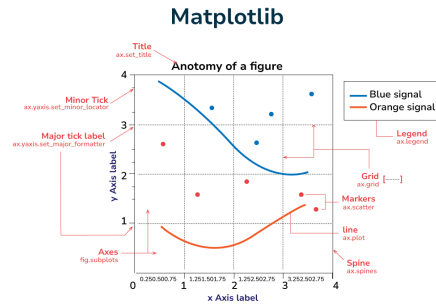 Matplotlib
Title
ax.set_title
Anotomy of a figure
4
Blue signal
Orange signal
Minor Tick
ax.yaxis.set_minor_locator
Legend
ax.legend
Major tick label
ax.yaxis.set_major_formatter
3
y Axis label
2
Grid
ax.grid
[-----]
Markers
ax.scatter
1
line
ax.plot
Axes
fig.subplots
Spine
ax.spines
0.250.500.75
1.251.501.75
1.252.502.75
3.252.503.75
0
1
2
3
4
x Axis label